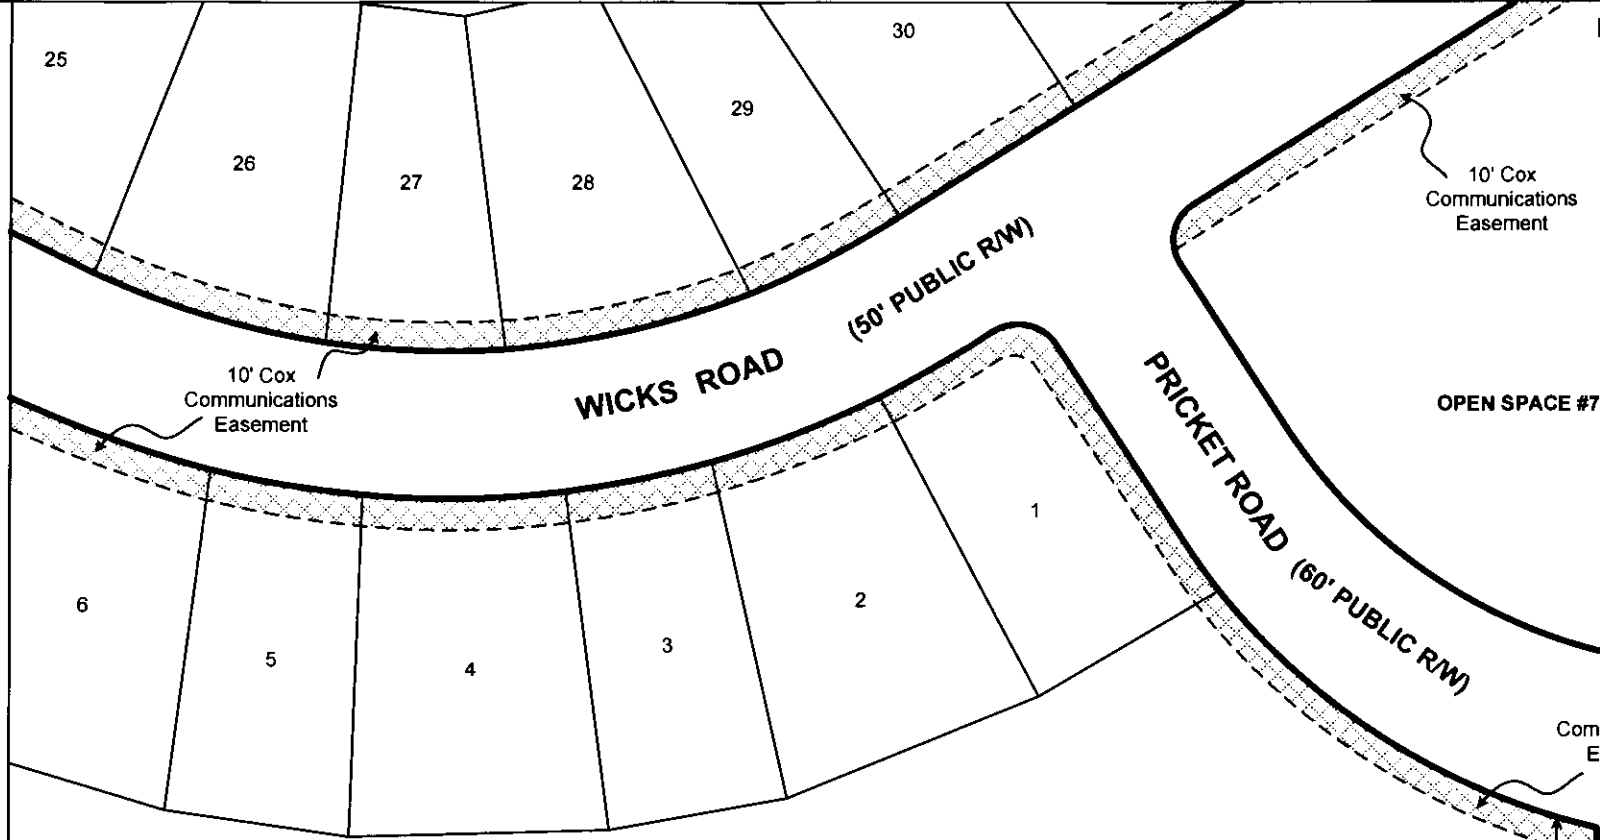 25
30
29
26
27
28
10' Cox
Communications
Easement
(50' PUBLIC R/W)
WICKS ROAD
10' Cox
Communications
Easement
PRICKET ROAD (60' PUBLIC R/W)
OPEN SPACE #7
1
2
3
4
5
6
Com
E